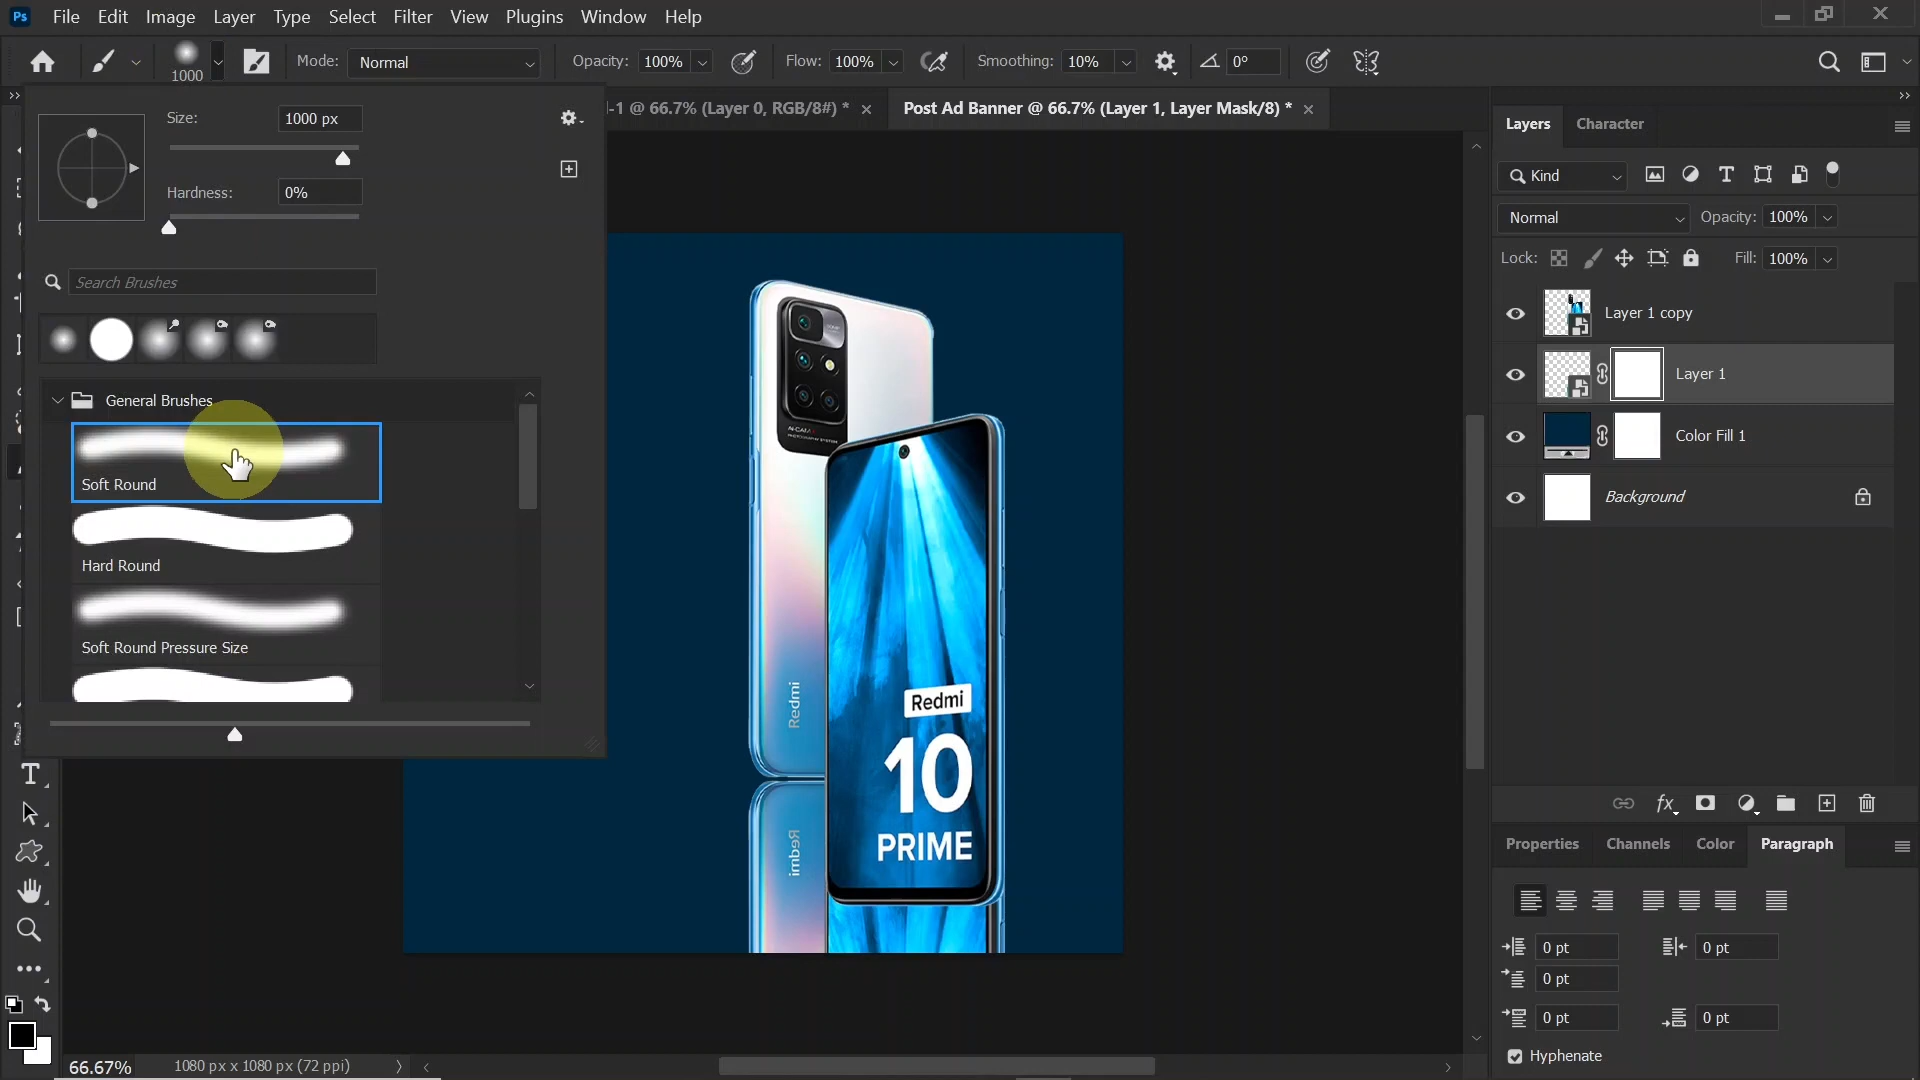 Ps File Edit Image Layer Type Select Filter View Plugins Window Help
1000 Mode: Normal Opacity: 100% Flow: 100% Smoothing: 10% 0°
-1 @ 66.7% (Layer 0, RGB/8#) * Post Ad Banner @ 66.7% (Layer 1, Layer Mask/8) *
Size: 1000 px
Hardness: 0%
Search Brushes
General Brushes
Soft Round
Hard Round
Soft Round Pressure Size
Redmi
Redmi
10
PRIME
Redmi
66.67% 1080 px x 1080 px (72 ppi)
Layers Character
Kind
Normal Opacity: 100%
Lock: Fill: 100%
Layer 1 copy
Layer 1
Color Fill 1
Background
fx
Properties Channels Color Paragraph
0 pt 0 pt
0 pt
0 pt 0 pt
Hyphenate